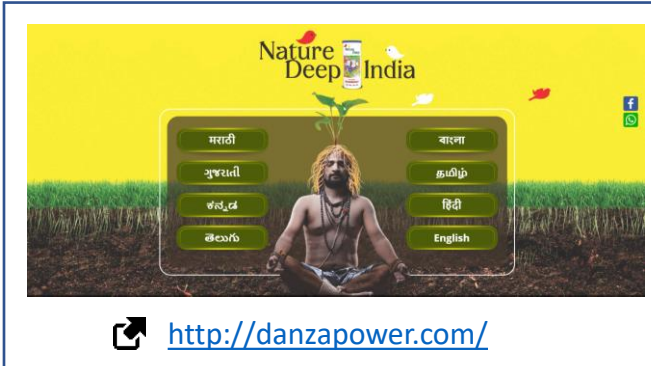 Nature
Deep India
मराठी
ગુજરાતી
ಕನ್ನಡ
తెలుగు
বাংলা
தமிழ்
हिंदी
English
http://danzapower.com/